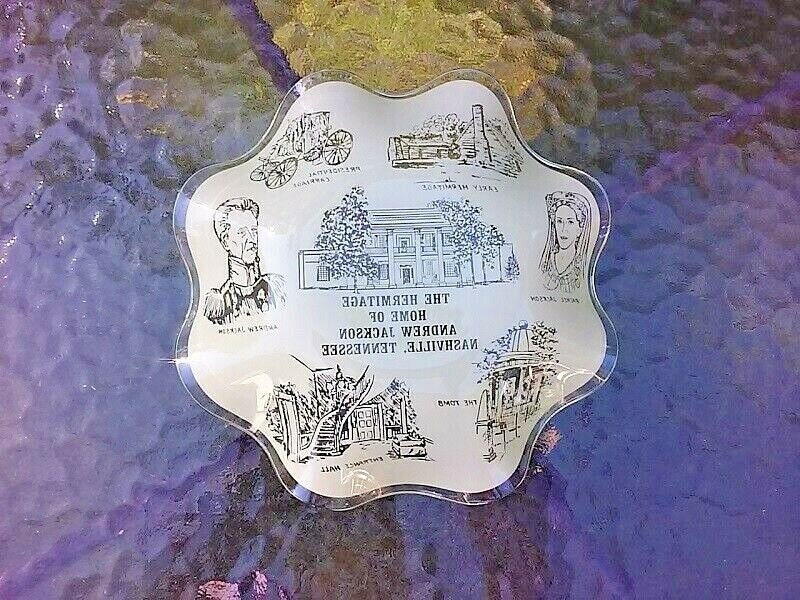 PRESIDENTIAL
CARRIAGE
EARLY HERMITAGE
ANDREW JACKSON
RACHEL JACKSON
THE HERMITAGE
HOME OF
ANDREW JACKSON
NASHVILLE, TENNESSEE
THE TOMB
ENTRANCE HALL